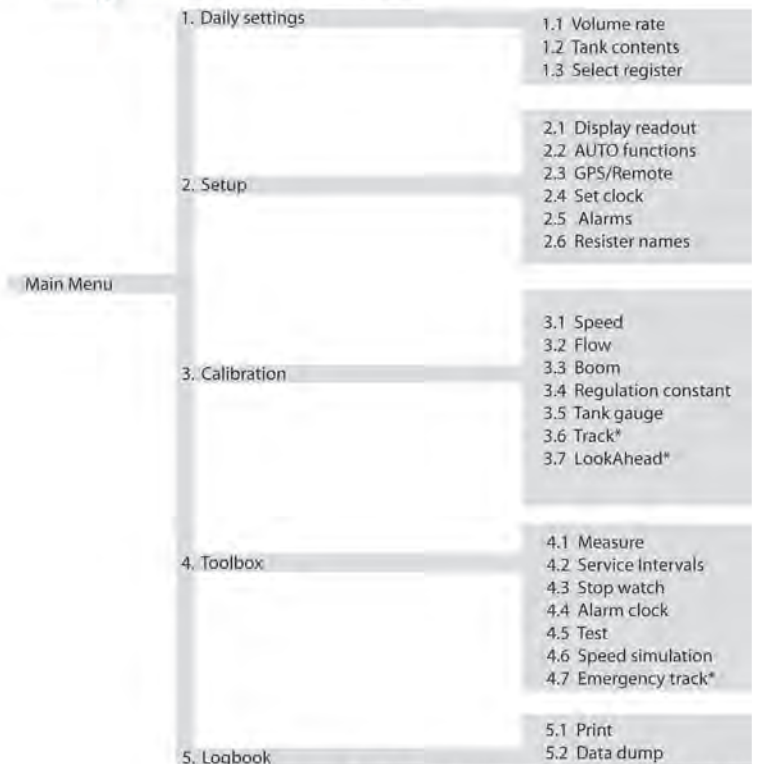 1. Daily settings
1.1 Volume rate
1.2 Tank contents
1.3 Select register
2. Setup
2.1 Display readout
2.2 AUTO functions
2.3 GPS/Remote
2.4 Set clock
2.5 Alarms
2.6 Resister names
Main Menu
3. Calibration
3.1 Speed
3.2 Flow
3.3 Boom
3.4 Regulation constant
3.5 Tank gauge
3.6 Track*
3.7 LookAhead*
4. Toolbox
4.1 Measure
4.2 Service Intervals
4.3 Stop watch
4.4 Alarm clock
4.5 Test
4.6 Speed simulation
4.7 Emergency track*
5. Logbook
5.1 Print
5.2 Data dump